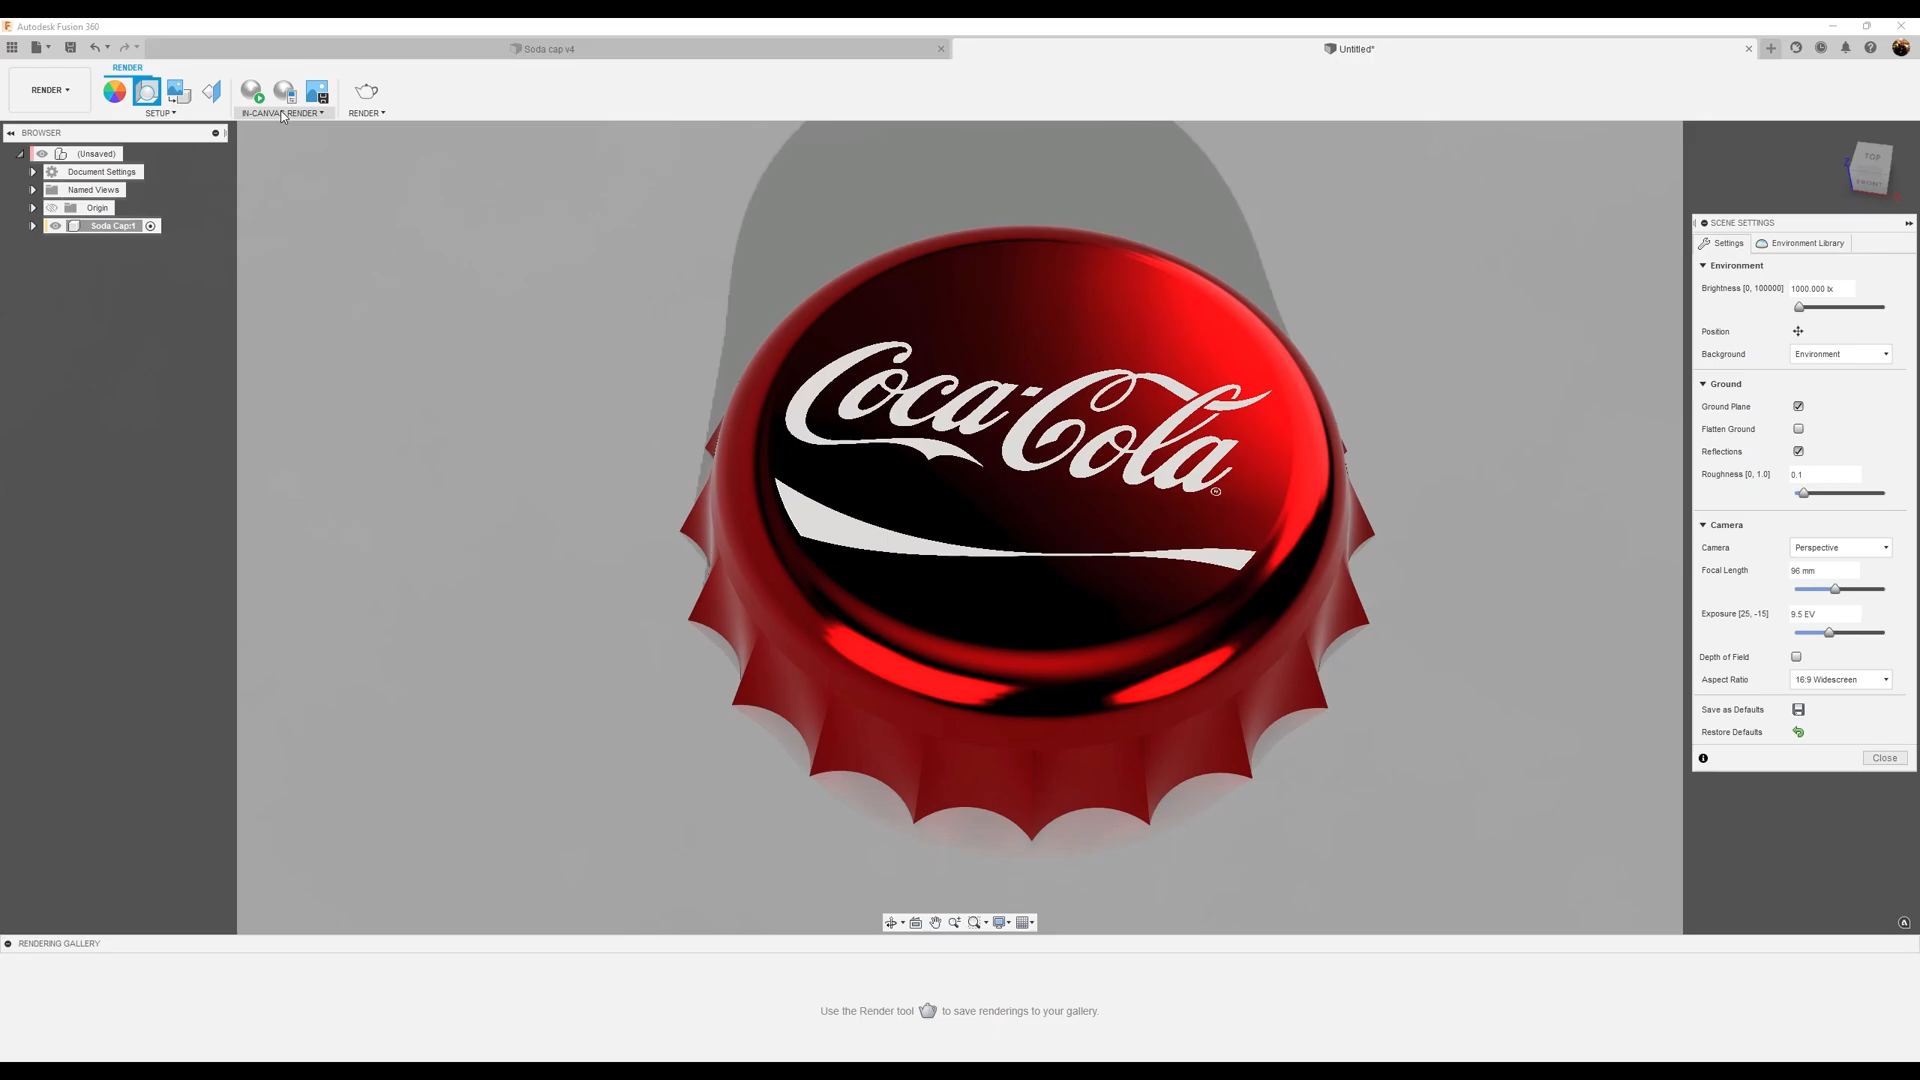 Autodesk Fusion 360
Soda cap v4
Untitled*
RENDER
RENDER
SETUP
IN-CANVAS RENDER
RENDER
BROWSER
(Unsaved)
Document Settings
Named Views
Origin
Soda Cap:1
Coca-Cola
®
TOP
FRONT
Z
X
SCENE SETTINGS
Settings
Environment Library
Environment
Brightness [0, 100000]
1000.000 lx
Position
Background
Environment
Ground
Ground Plane
Flatten Ground
Reflections
Roughness [0, 1.0]
0.1
Camera
Camera
Perspective
Focal Length
96 mm
Exposure [25, -15]
9.5 EV
Depth of Field
Aspect Ratio
16:9 Widescreen
Save as Defaults
Restore Defaults
Close
RENDERING GALLERY
Use the Render tool to save renderings to your gallery.